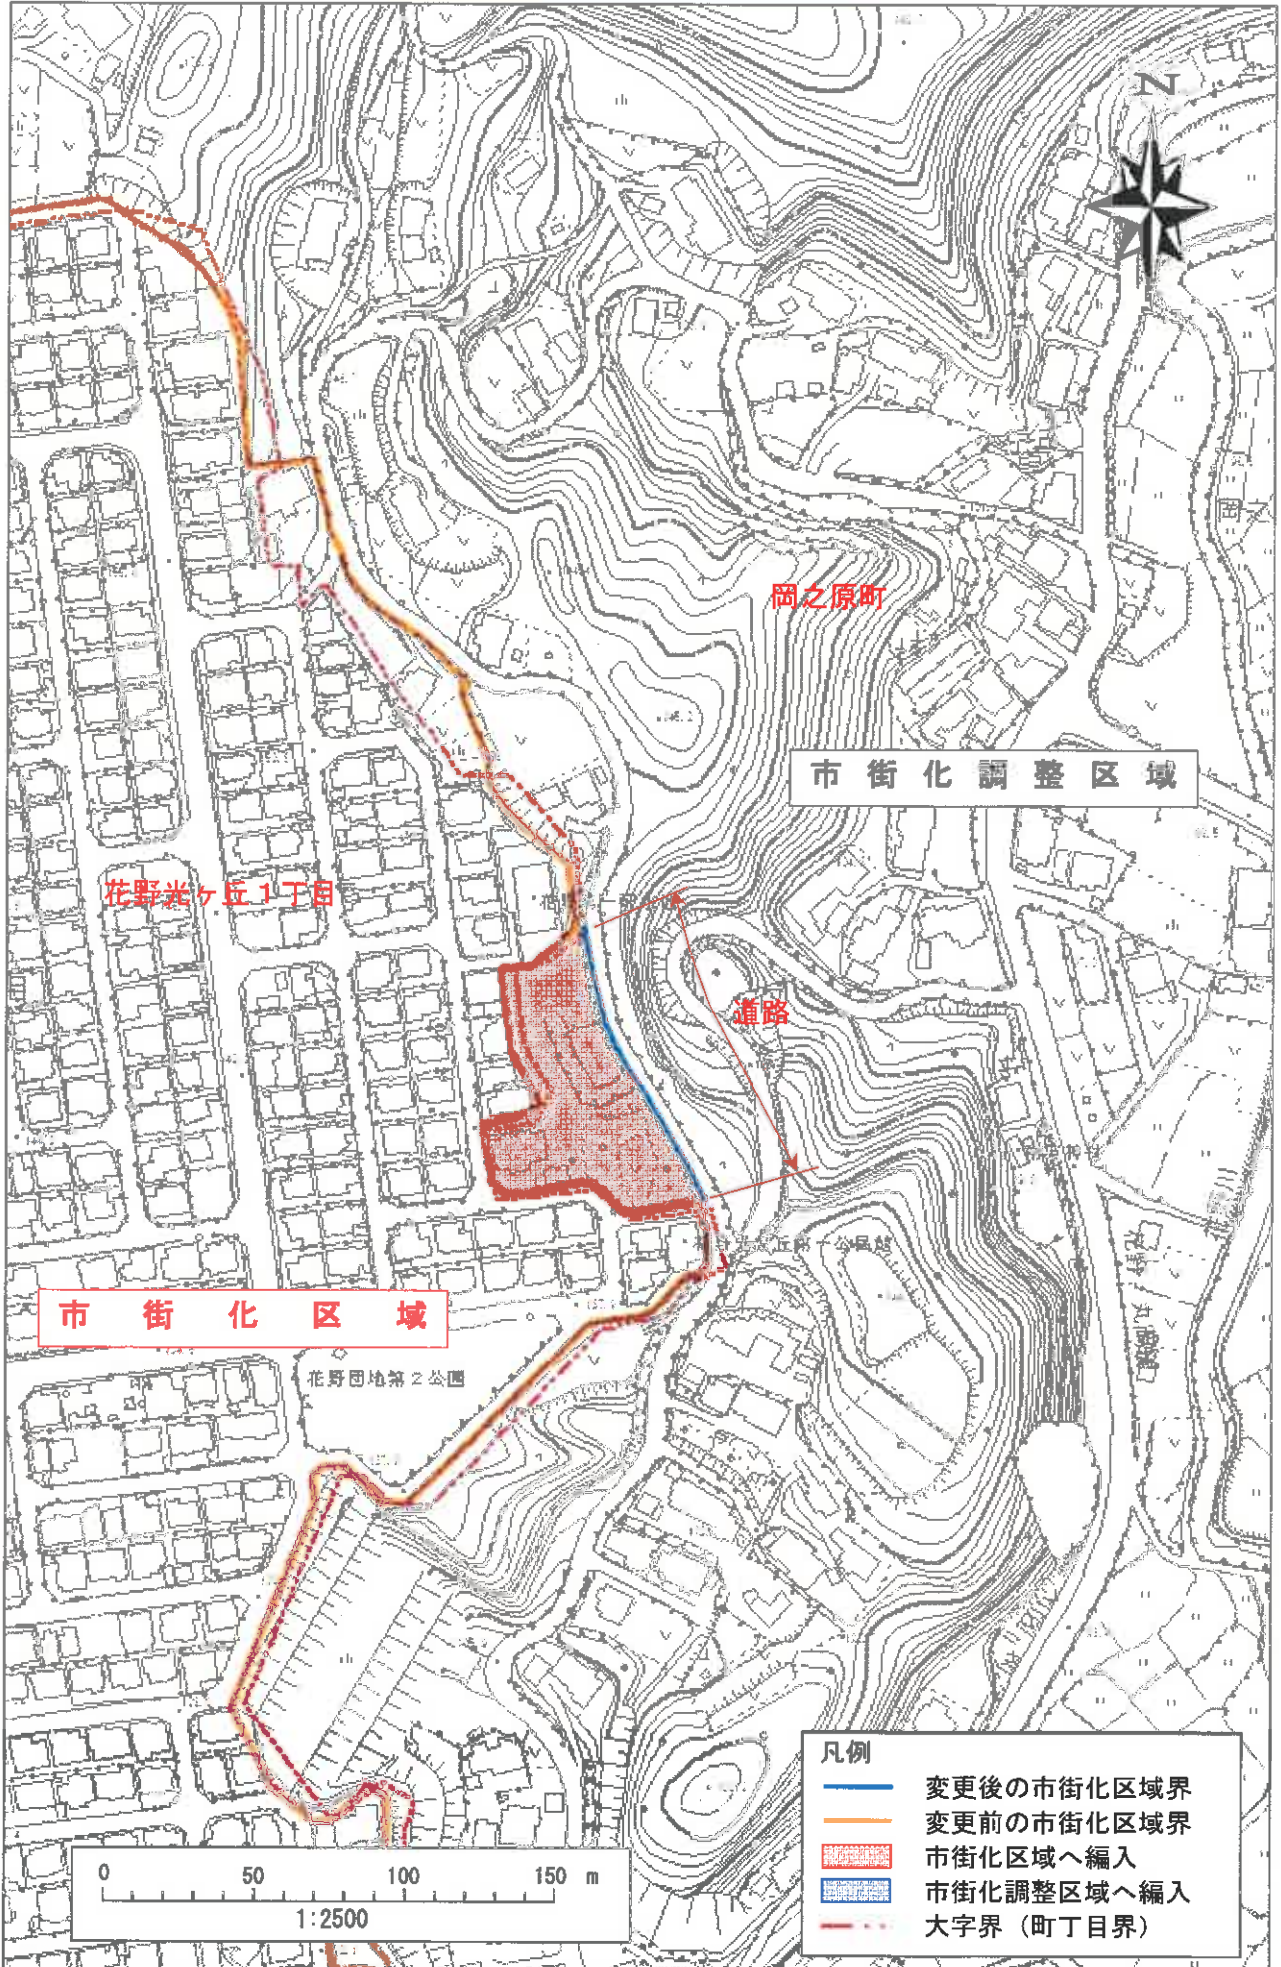 N
岡之原町
市街化調整区域
花野光ヶ丘1丁目
道路
市街化区域
花野団地第2公園
凡例
変更後の市街化区域界
変更前の市街化区域界
市街化区域へ編入
市街化調整区域へ編入
大字界(町丁目界)
0 50 100 150 m
1:2500